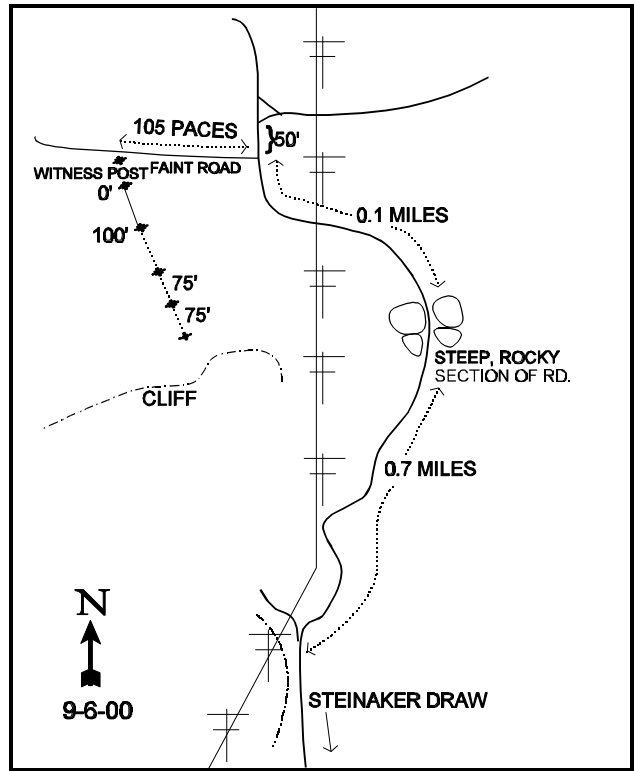 105 PACES
50'
WITNESS POST
FAINT ROAD
0'
100'
0.1 MILES
75'
75'
STEEP, ROCKY
SECTION OF RD.
CLIFF
0.7 MILES
N
9-6-00
STEINAKER DRAW